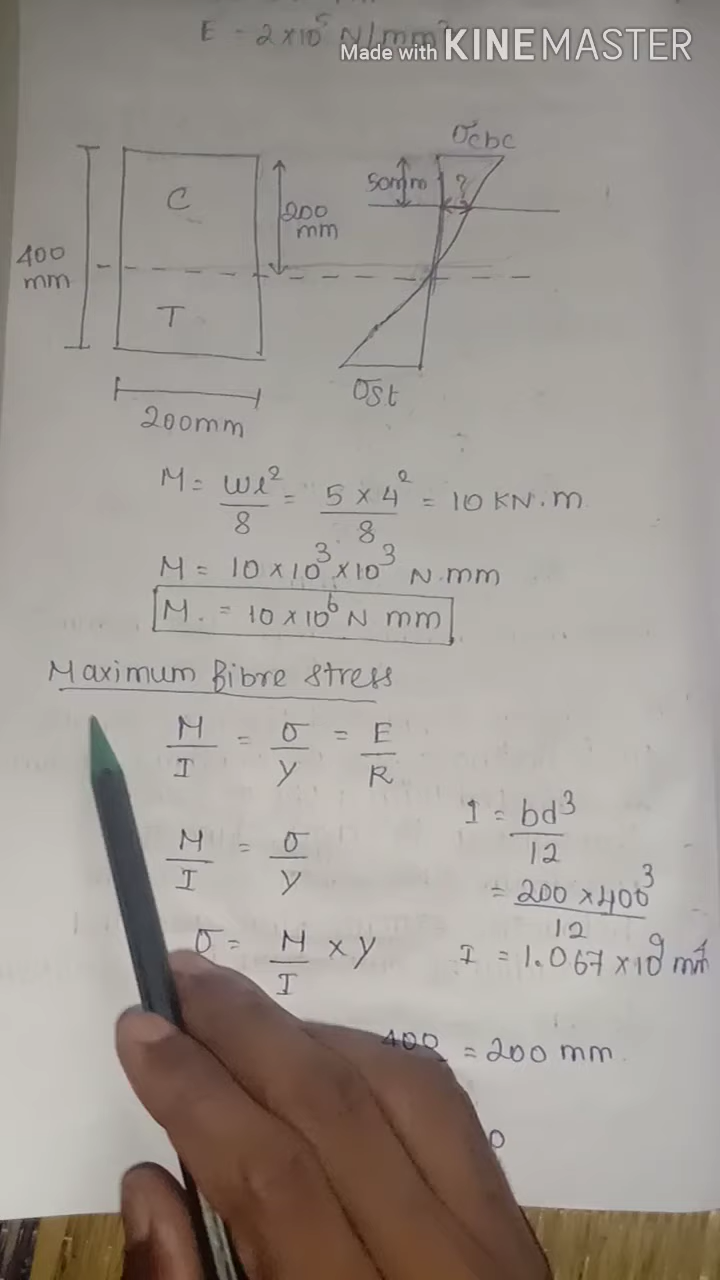 E = 2×10⁵ N/mm²
Made with KINEMASTER
σcbc
50mm
?
C
200 mm
400 mm
T
σst
200mm
M = wl²/8 = 5 × 4²/8 = 10 KN.m
M = 10 × 10³ × 10³ N.mm
M. = 10 × 10⁶ N mm
Maximum fibre stress
M/I = σ/y = E/R
I = bd³/12
M/I = σ/y
= 200 × 400³/12
σ = M/I × y
I = 1.067 × 10⁹ mm⁴
400 = 200 mm